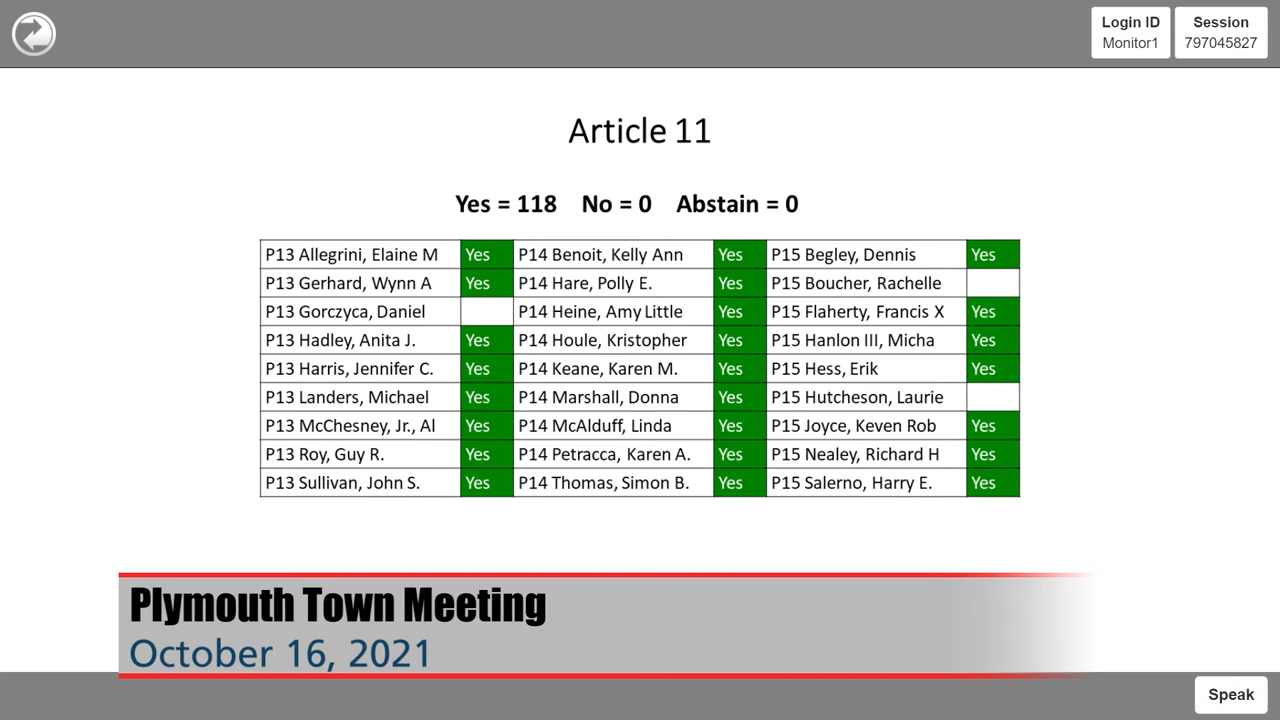 Login ID
Monitor1
Session
797045827
Article 11
Yes = 118 No = 0 Abstain = 0
P13 Allegrini, Elaine M Yes P14 Benoit, Kelly Ann Yes P15 Begley, Dennis Yes
P13 Gerhard, Wynn A Yes P14 Hare, Polly E. Yes P15 Boucher, Rachelle
P13 Gorczyca, Daniel P14 Heine, Amy Little Yes P15 Flaherty, Francis X Yes
P13 Hadley, Anita J. Yes P14 Houle, Kristopher Yes P15 Hanlon III, Micha Yes
P13 Harris, Jennifer C. Yes P14 Keane, Karen M. Yes P15 Hess, Erik Yes
P13 Landers, Michael Yes P14 Marshall, Donna Yes P15 Hutcheson, Laurie
P13 McChesney, Jr., Al Yes P14 McAlduff, Linda Yes P15 Joyce, Keven Rob Yes
P13 Roy, Guy R. Yes P14 Petracca, Karen A. Yes P15 Nealey, Richard H Yes
P13 Sullivan, John S. Yes P14 Thomas, Simon B. Yes P15 Salerno, Harry E. Yes
Plymouth Town Meeting
October 16, 2021
Speak